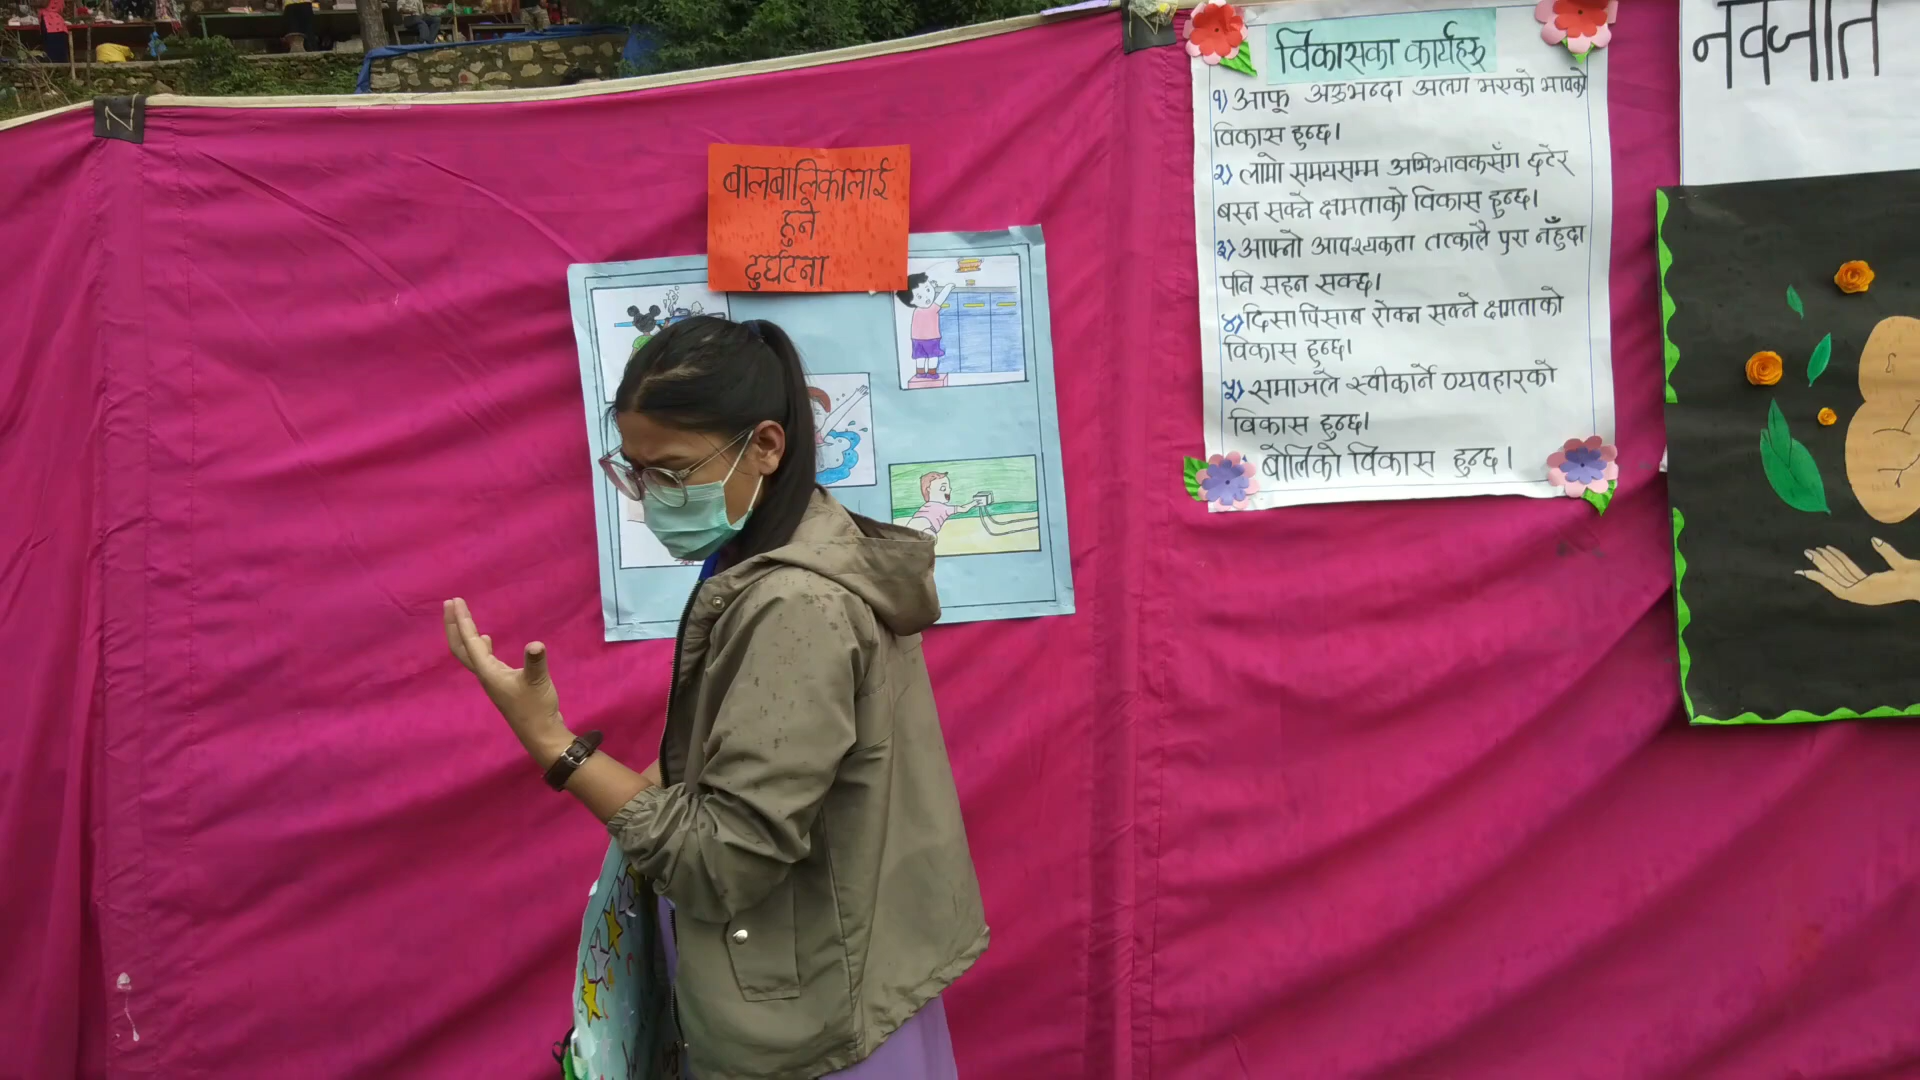 बालबालिकालाई
हुने
दुर्घटना
विकासका कार्यहरू
१) आफू अरूभन्दा अलग भएको भावको
विकास हुन्छ।
२) लामो समयसम्म अभिभावकसँग छुटेर
बस्न सक्ने क्षमताको विकास हुन्छ।
३) आफ्नो आवश्यकता तत्कालै पुरा नँहुँदा
पनि सहन सक्छ।
४) दिसा पिसाब रोक्न सक्ने क्षमताको
विकास हुन्छ।
५) समाजले स्वीकार्ने व्यवहारको
विकास हुन्छ।
बोलिको विकास हुन्छ।
नवजात